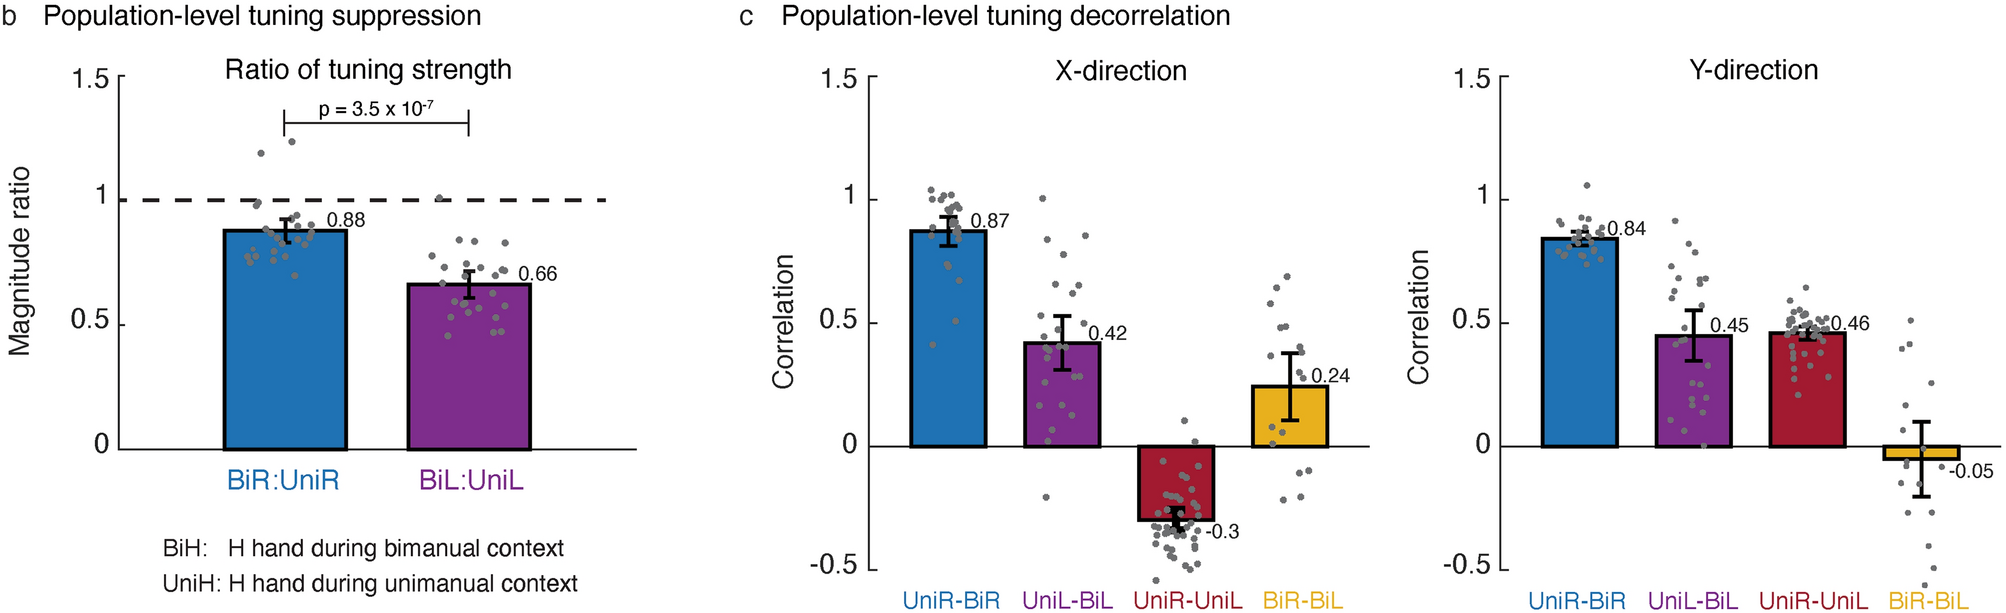 b Population-level tuning suppression
Ratio of tuning strength
p = 3.5 x 10-7
Magnitude ratio
1.5
1
0.5
0
0.88
0.66
BiR:UniR
BiL:UniL
BiH: H hand during bimanual context
UniH: H hand during unimanual context
c Population-level tuning decorrelation
X-direction
Correlation
1.5
1
0.5
0
-0.5
0.87
0.42
-0.3
0.24
UniR-BiR
UniL-BiL
UniR-UniL
BiR-BiL
Y-direction
Correlation
1.5
1
0.5
0
-0.5
0.84
0.45
0.46
-0.05
UniR-BiR
UniL-BiL
UniR-UniL
BiR-BiL